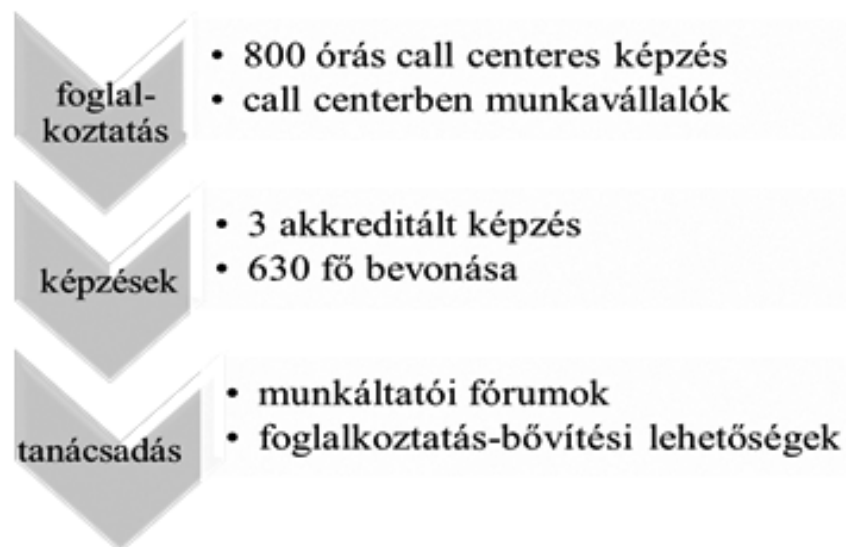 foglal-
koztatás
• 800 órás call centeres képzés
• call centerben munkavállalók
képzések
• 3 akkreditált képzés
• 630 fő bevonása
tanácsadás
• munkáltatói fórumok
• foglalkoztatás-bővítési lehetőségek